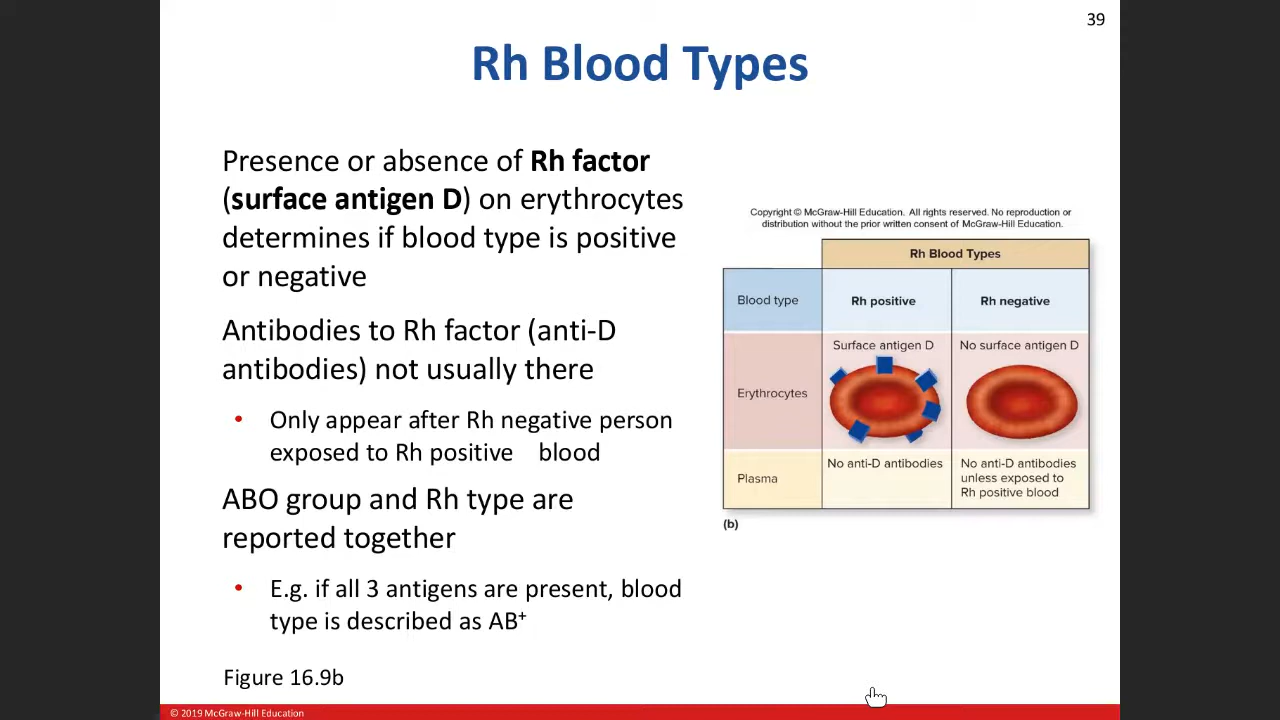 39
Rh Blood Types
Presence or absence of Rh factor
(surface antigen D) on erythrocytes
determines if blood type is positive
or negative
Antibodies to Rh factor (anti-D
antibodies) not usually there
• Only appear after Rh negative person
exposed to Rh positive blood
ABO group and Rh type are
reported together
• E.g. if all 3 antigens are present, blood
type is described as AB⁺
Figure 16.9b
Copyright © McGraw-Hill Education. All rights reserved. No reproduction or
distribution without the prior written consent of McGraw-Hill Education.
Rh Blood Types
Blood type Rh positive Rh negative
Surface antigen D No surface antigen D
Erythrocytes
Plasma
No anti-D antibodies
No anti-D antibodies
unless exposed to
Rh positive blood
(b)
© 2019 McGraw-Hill Education